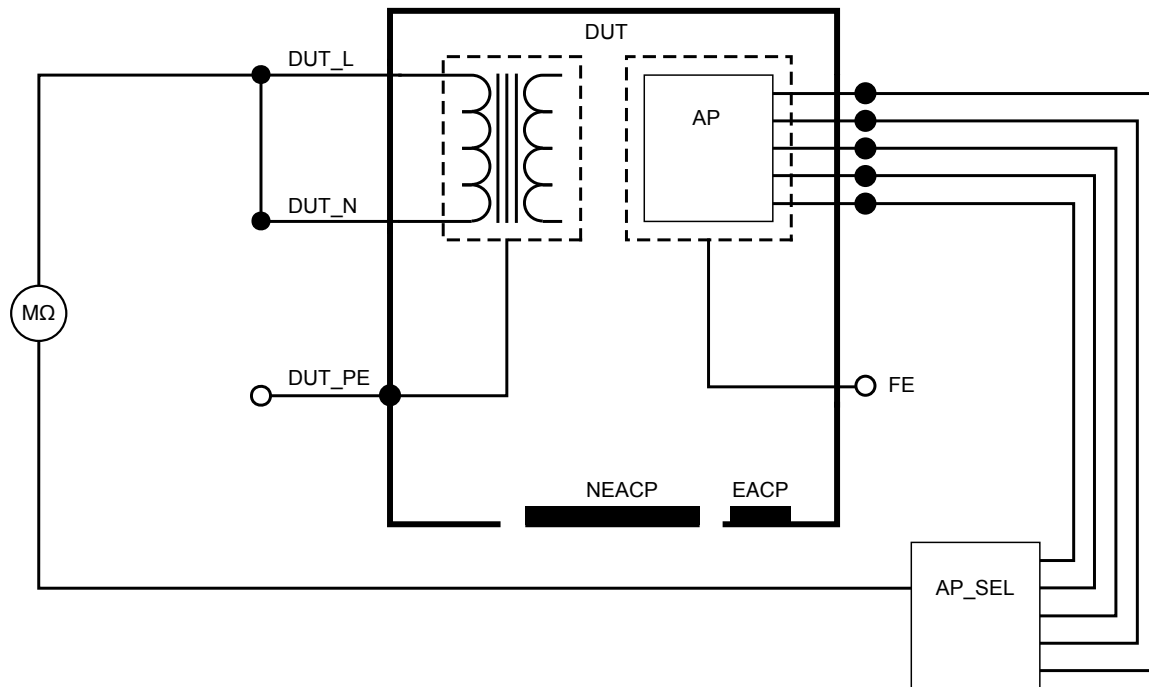 DUT
DUT_L
AP
DUT_N
MΩ
DUT_PE
FE
NEACP
EACP
AP_SEL